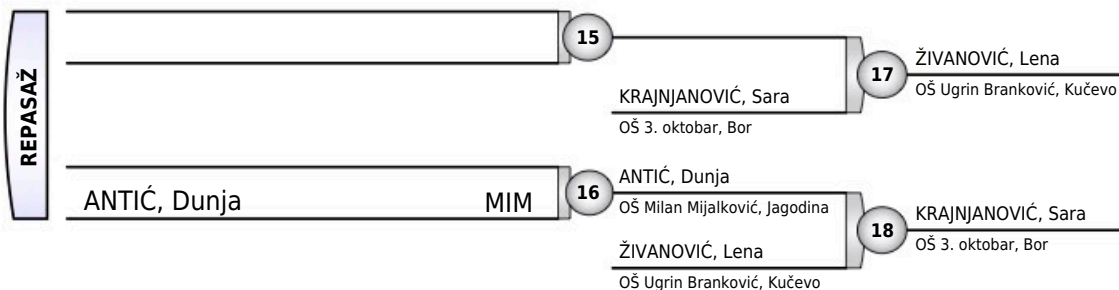 REPASAŽ
15
KRAJNJANOVIĆ, Sara
OŠ 3. oktobar, Bor
17
ŽIVANOVIĆ, Lena
OŠ Ugrin Branković, Kučevo
ANTIĆ, Dunja MIM
16
ANTIĆ, Dunja
OŠ Milan Mijalković, Jagodina
ŽIVANOVIĆ, Lena
OŠ Ugrin Branković, Kučevo
18
KRAJNJANOVIĆ, Sara
OŠ 3. oktobar, Bor